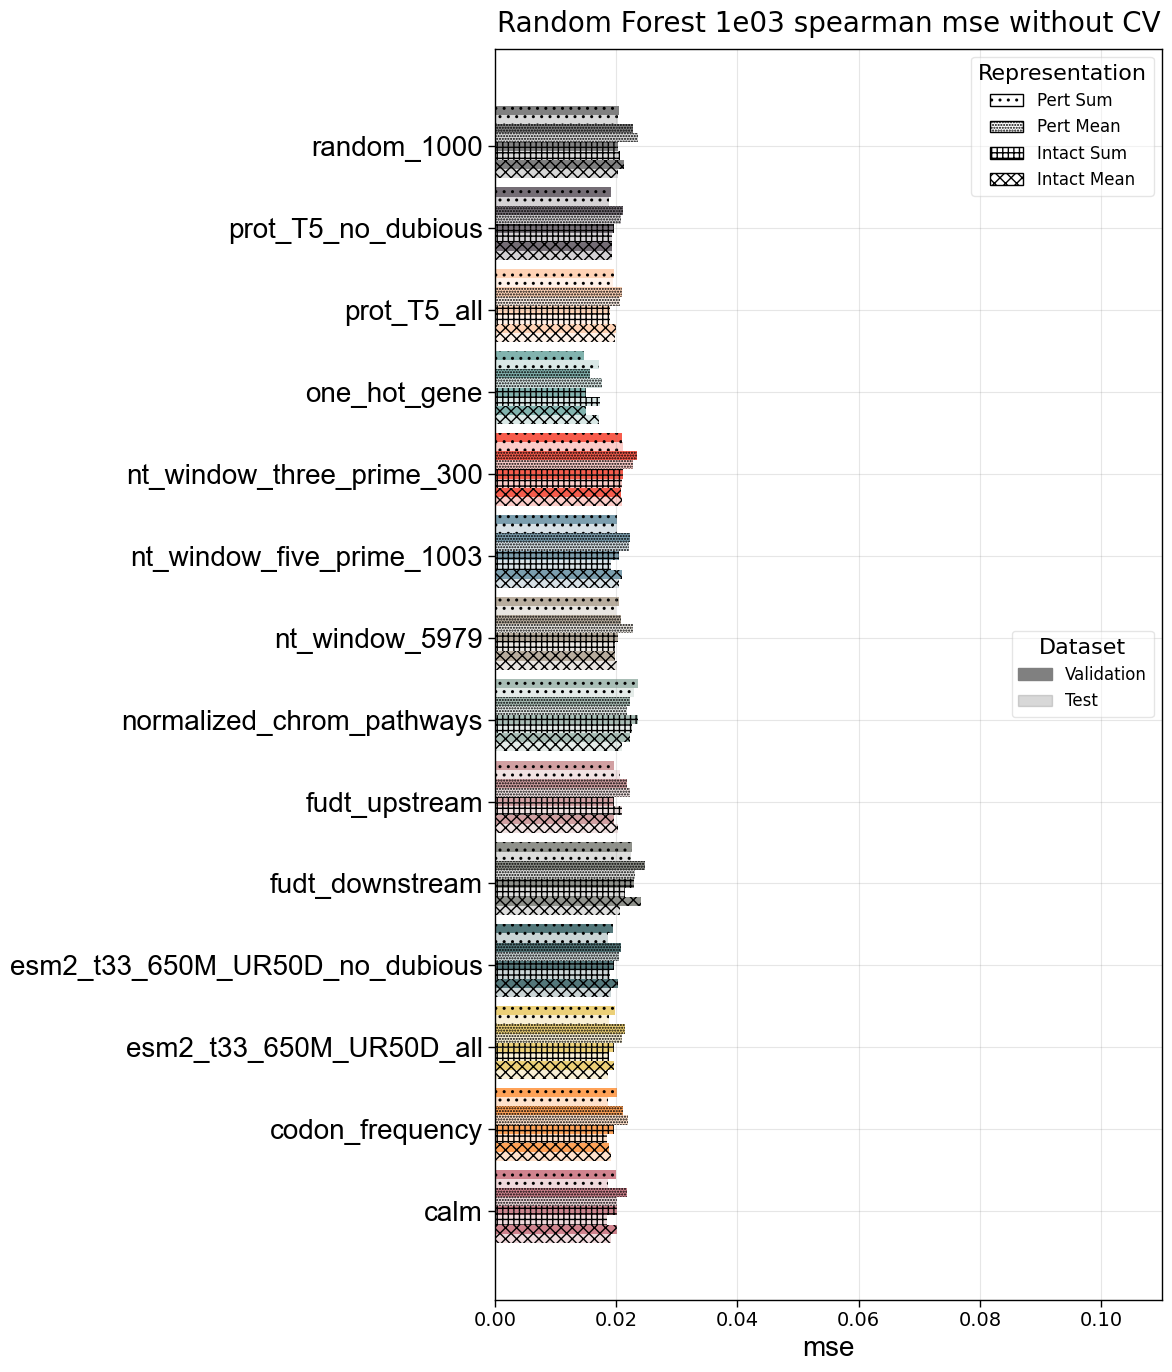 Random Forest 1e03 spearman mse without CV
Representation
Pert Sum
Pert Mean
Intact Sum
Intact Mean
random_1000
prot_T5_no_dubious
prot_T5_all
one_hot_gene
nt_window_three_prime_300
nt_window_five_prime_1003
nt_window_5979
Dataset
Validation
Test
normalized_chrom_pathways
fudt_upstream
fudt_downstream
esm2_t33_650M_UR50D_no_dubious
esm2_t33_650M_UR50D_all
codon_frequency
calm
0.00 0.02 0.04 0.06 0.08 0.10
mse